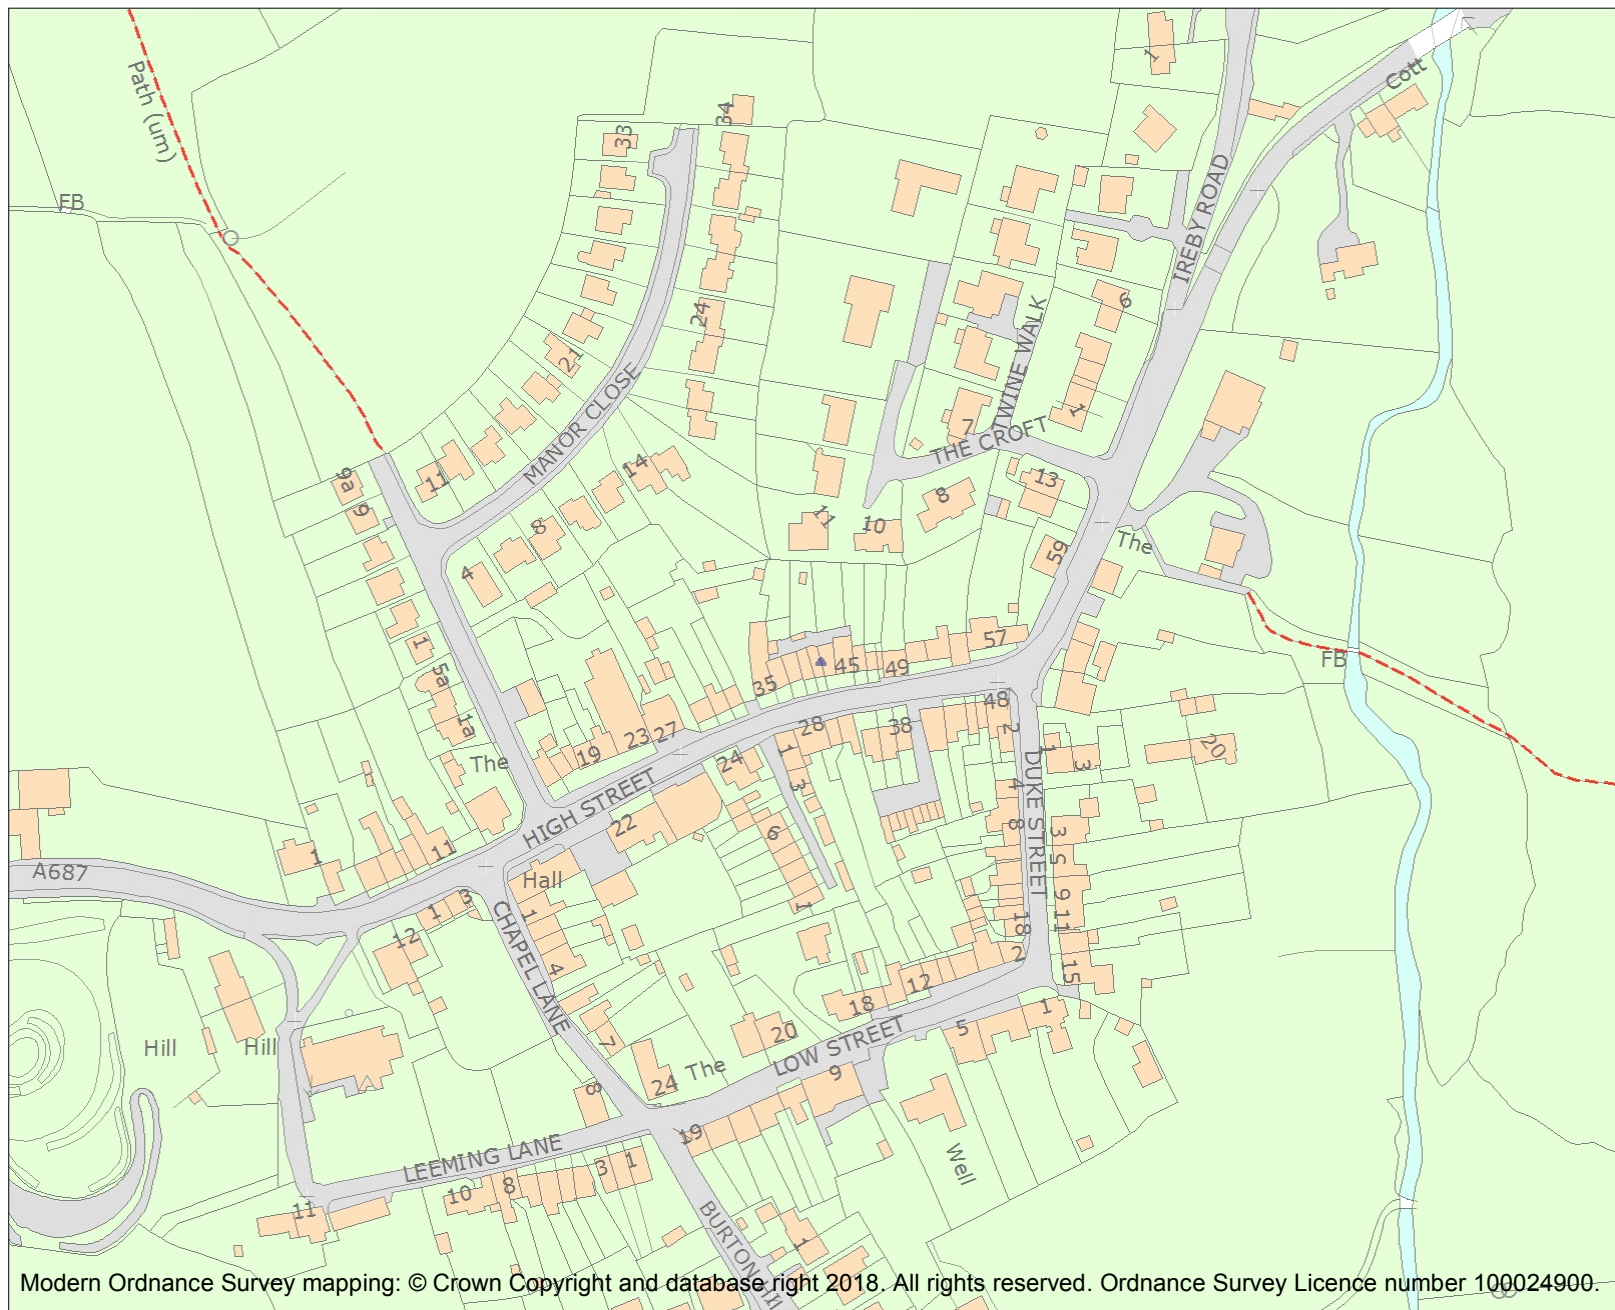 1
Cott
Path (um)
34
33
IREBY ROAD
FB
6
24
TWINE WALK
21
MANOR CLOSE
1
7
THE CROFT
14
9a
11
13
8
9
11
10
8
The
59
4
57
1
FB
45
49
5a
35
48
1a
28
38
2
27
23
19
1
20
The
24
3
1
3
4
DUKE STREET
HIGH STREET
22
6
8
3
11
1
5
A687
Hall
9
1
3
1
1
11
18
12
CHAPEL LANE
4
2
15
12
18
1
5
20
LOW STREET
Hill
Hill
7
The
9
24
8
19
LEEMING LANE
Well
3
1
8
10
11
BURTON HILL
1
Modern Ordnance Survey mapping: © Crown Copyright and database right 2018. All rights reserved. Ordnance Survey Licence number 100024900.